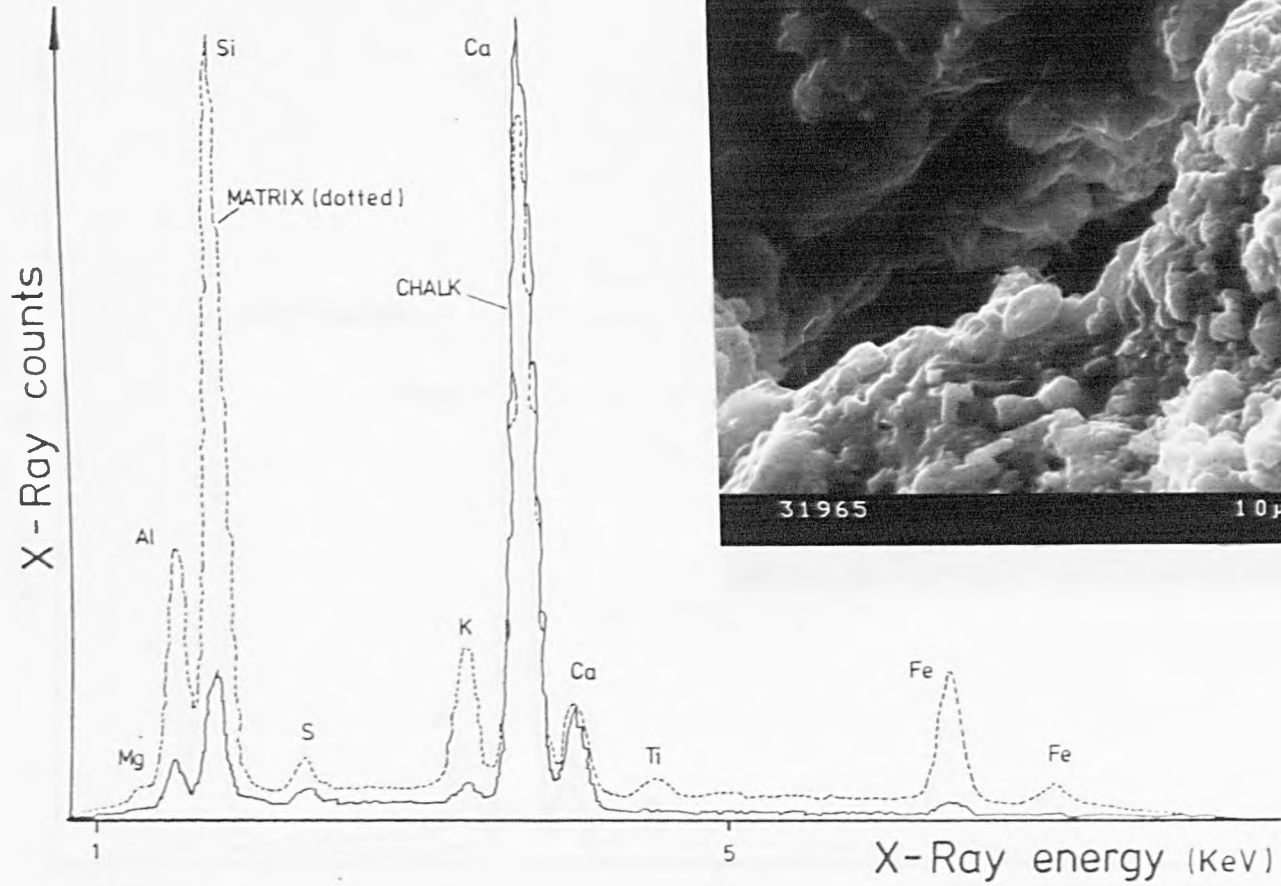 Si
Ca
MATRIX (dotted)
CHALK
X-Ray counts
31965
10μ
Al
K
Ca
Fe
S
Ti
Fe
Mg
1
5
X-Ray energy (KeV)